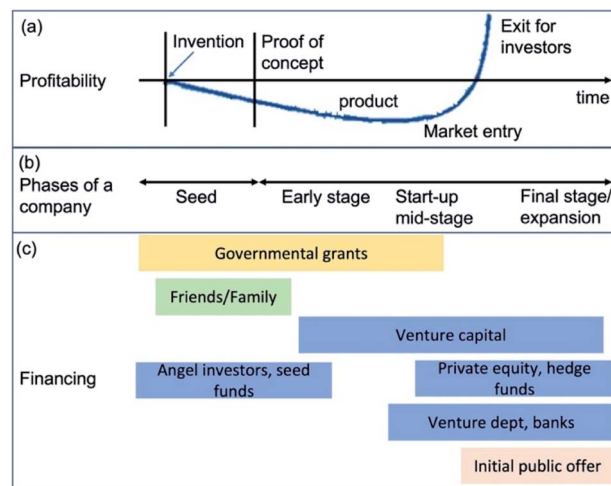 (a)
Invention
Proof of
concept
Exit for
investors
Profitability
product
time
Market entry
(b)
Phases of a
company
Seed
Early stage
Start-up
mid-stage
Final stage/
expansion
(c)
Governmental grants
Friends/Family
Venture capital
Financing
Angel investors, seed
funds
Private equity, hedge
funds
Venture dept, banks
Initial public offer